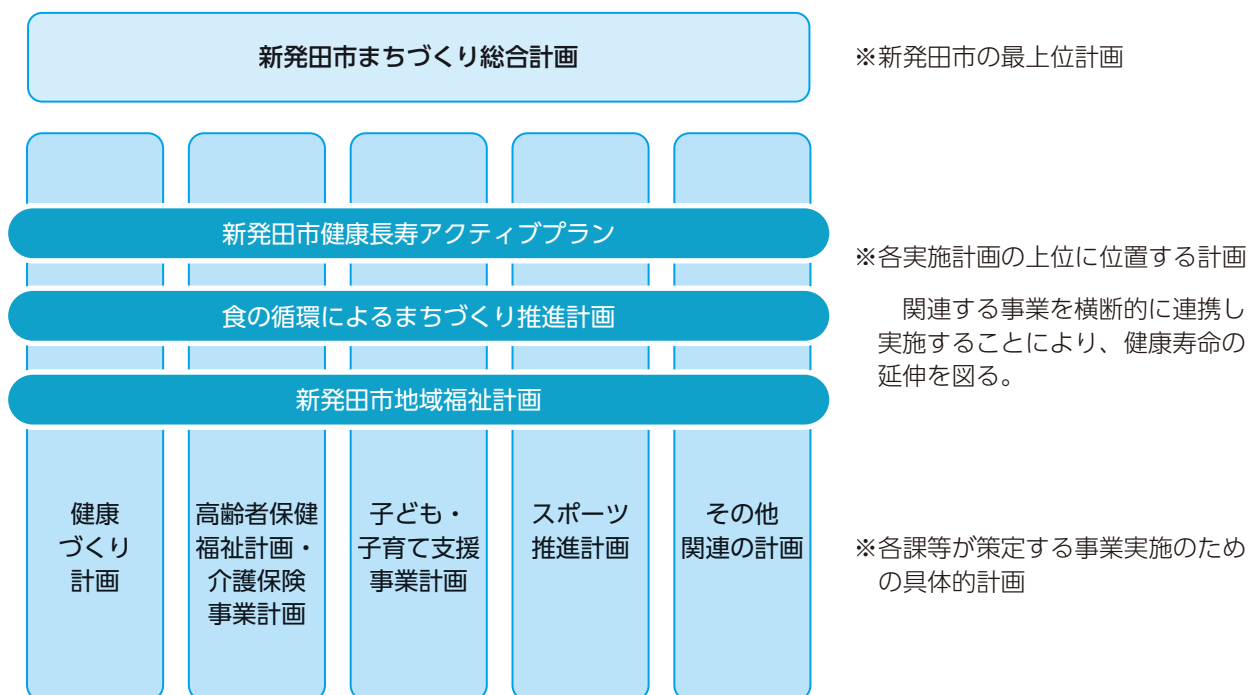 新発田市まちづくり総合計画
※新発田市の最上位計画
新発田市健康長寿アクティブプラン
食の循環によるまちづくり推進計画
新発田市地域福祉計画
※各実施計画の上位に位置する計画
関連する事業を横断的に連携し
実施することにより、健康寿命の
延伸を図る。
健康
づくり
計画
高齢者保健
福祉計画・
介護保険
事業計画
子ども・
子育て支援
事業計画
スポーツ
推進計画
その他
関連の計画
※各課等が策定する事業実施のため
の具体的計画